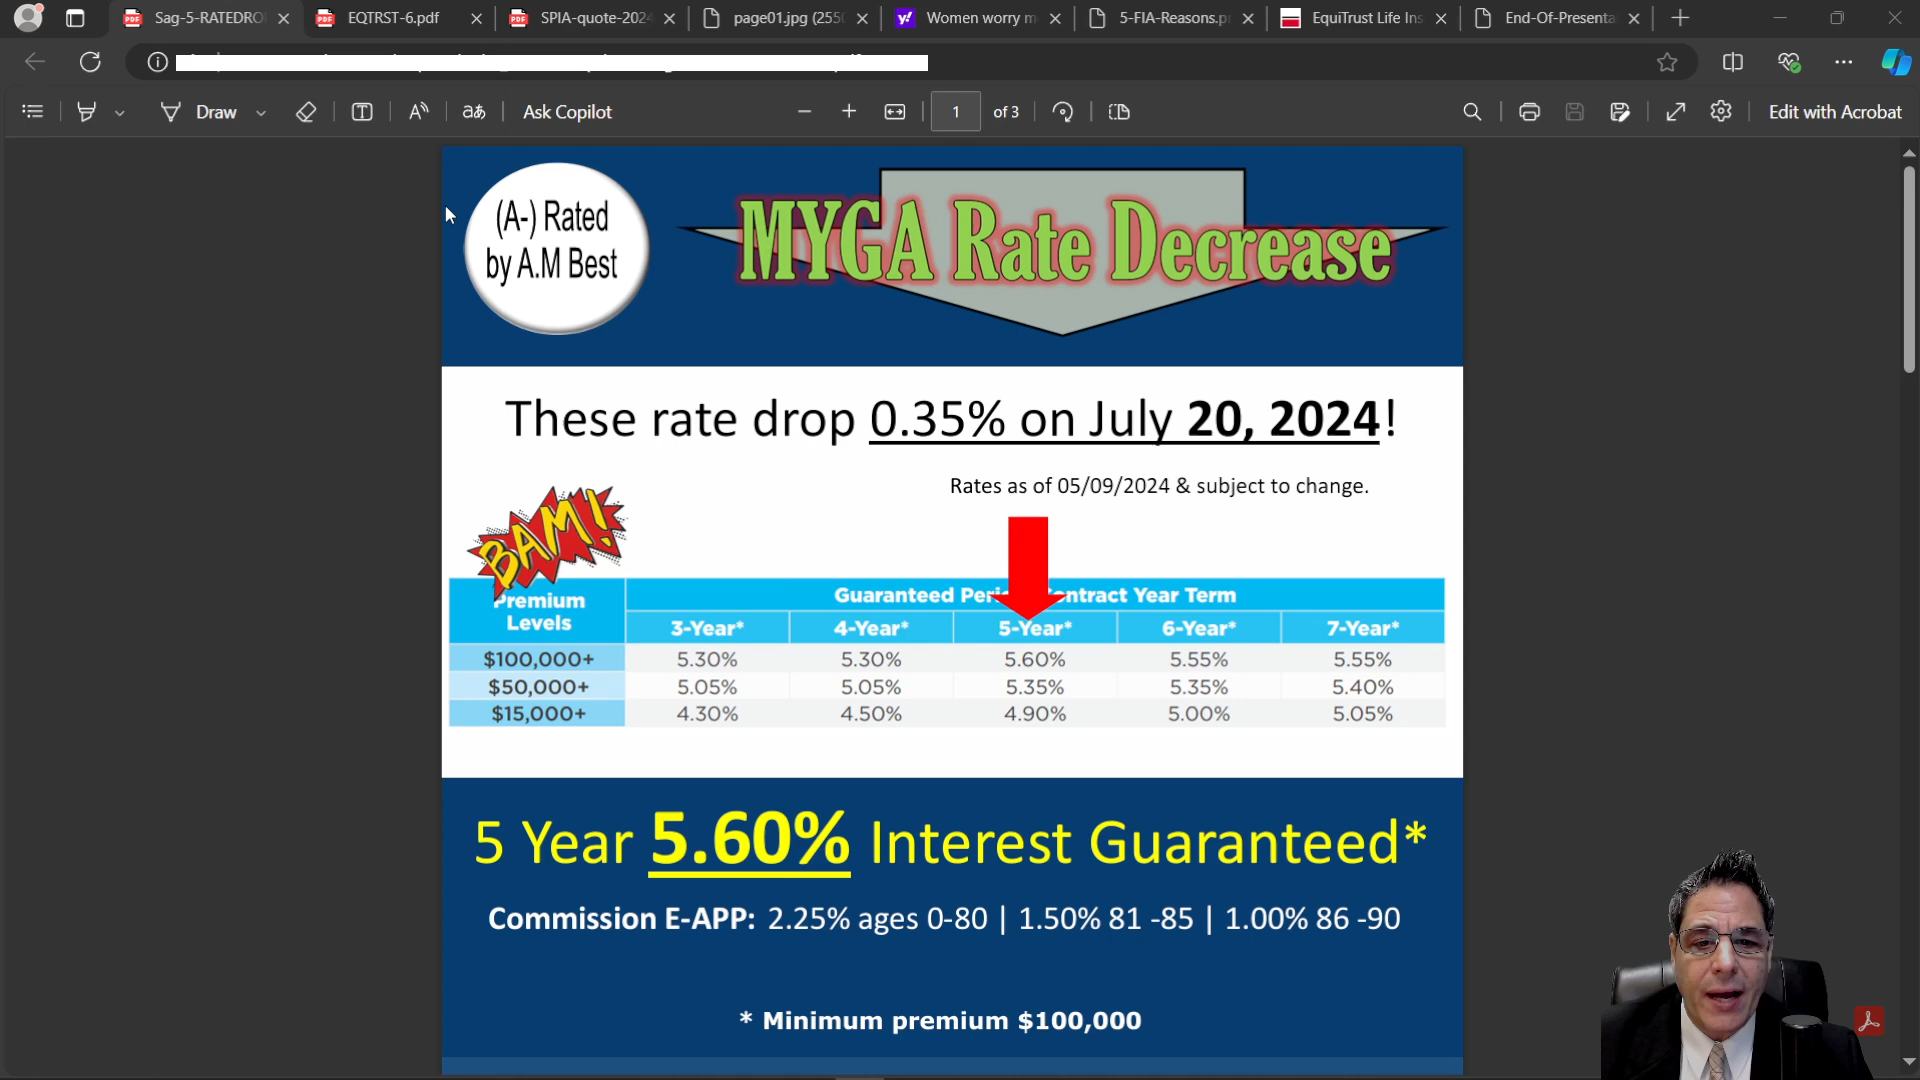 Sag-5-RATEDRO
EQTRST-6.pdf
SPIA-quote-2024
page01.jpg (255
Women worry m
5-FIA-Reasons.p
EquiTrust Life Ins
End-Of-Presenta
Draw
Ask Copilot
1 of 3
Edit with Acrobat
(A-) Rated
by A.M Best
MYGA Rate Decrease
These rate drop 0.35% on July 20, 2024!
Rates as of 05/09/2024 & subject to change.
BAM!
Premium Levels
Guaranteed Contract Year Term
3-Year* 4-Year* 5-Year* 6-Year* 7-Year*
$100,000+ 5.30% 5.30% 5.60% 5.55% 5.55%
$50,000+ 5.05% 5.05% 5.35% 5.35% 5.40%
$15,000+ 4.30% 4.50% 4.90% 5.00% 5.05%
5 Year 5.60% Interest Guaranteed*
Commission E-APP: 2.25% ages 0-80 | 1.50% 81 -85 | 1.00% 86 -90
* Minimum premium $100,000